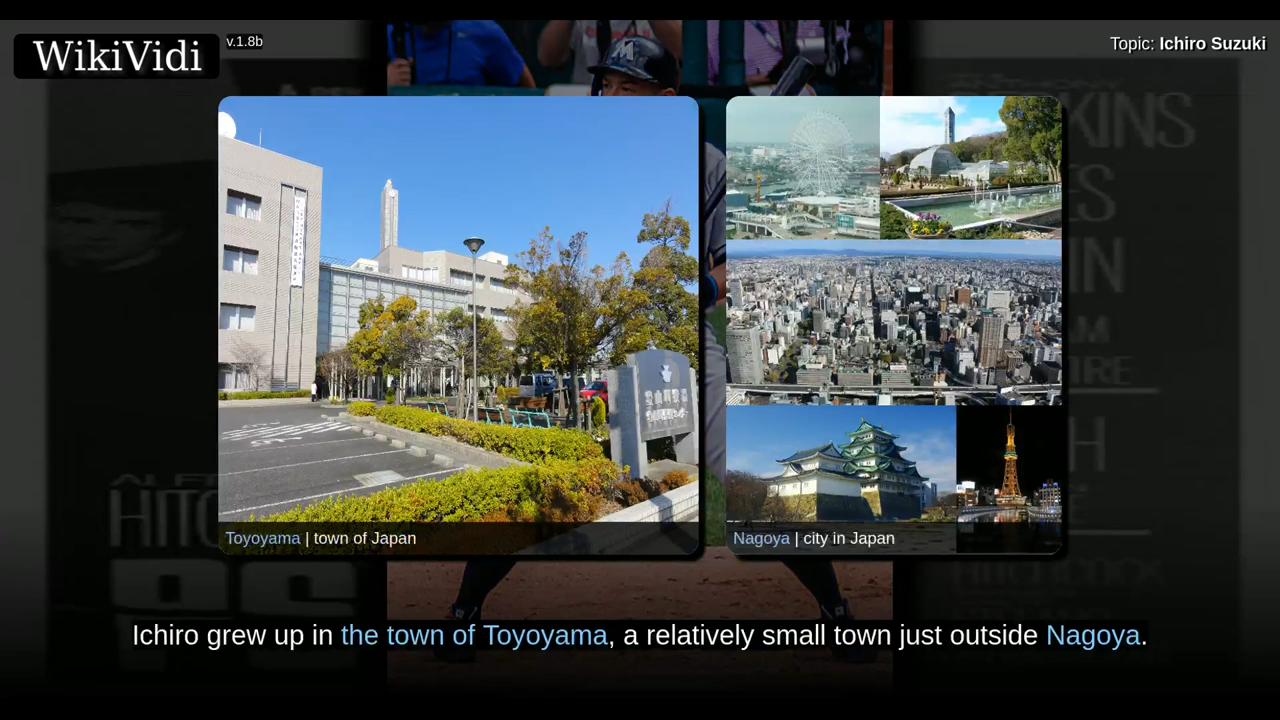 WikiVidi
v.1.8b
Topic: Ichiro Suzuki
KINS
Toyoyama | town of Japan
Nagoya | city in Japan
Ichiro grew up in the town of Toyoyama, a relatively small town just outside Nagoya.